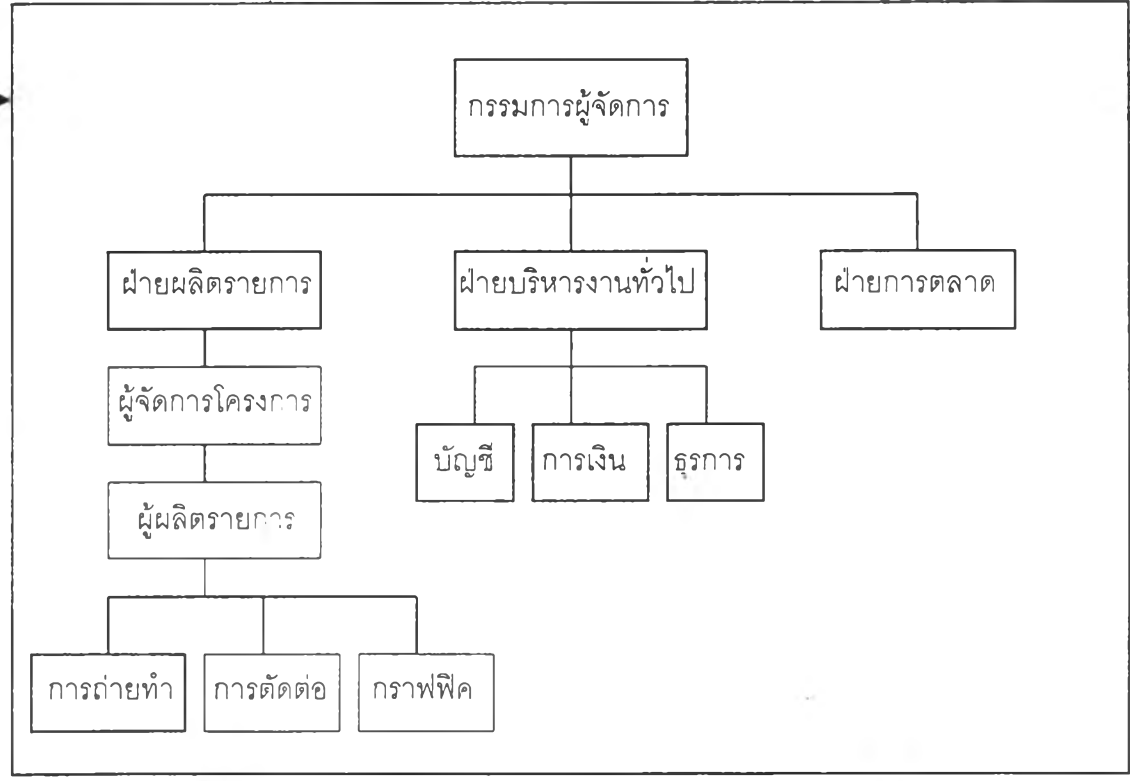 กรรมการผู้จัดการ
ฝ่ายผลิตรายการ
ฝ่ายบริหารงานทั่วไป
ฝ่ายการตลาด
ผู้จัดการโครงการ
บัญชี
การเงิน
ธุรการ
ผู้ผลิตรายการ
การถ่ายทำ
การตัดต่อ
กราฟฟิค